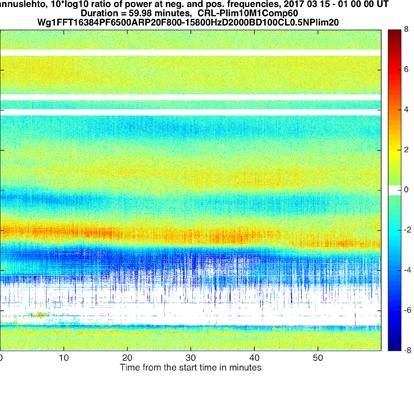 annuslehto, 10*log10 ratio of power at neg. and pos. frequencies, 2017 03 15 - 01 00 00 UT
Duration = 59.98 minutes, CRL-Plim10M1Comp60
Wg1FFT16384PF6500ARP20F800-15800HzD2000BD100CL0.5NPlim20
8
6
4
2
0
-2
-4
-6
-8
0 10 20 30 40 50
Time from the start time in minutes